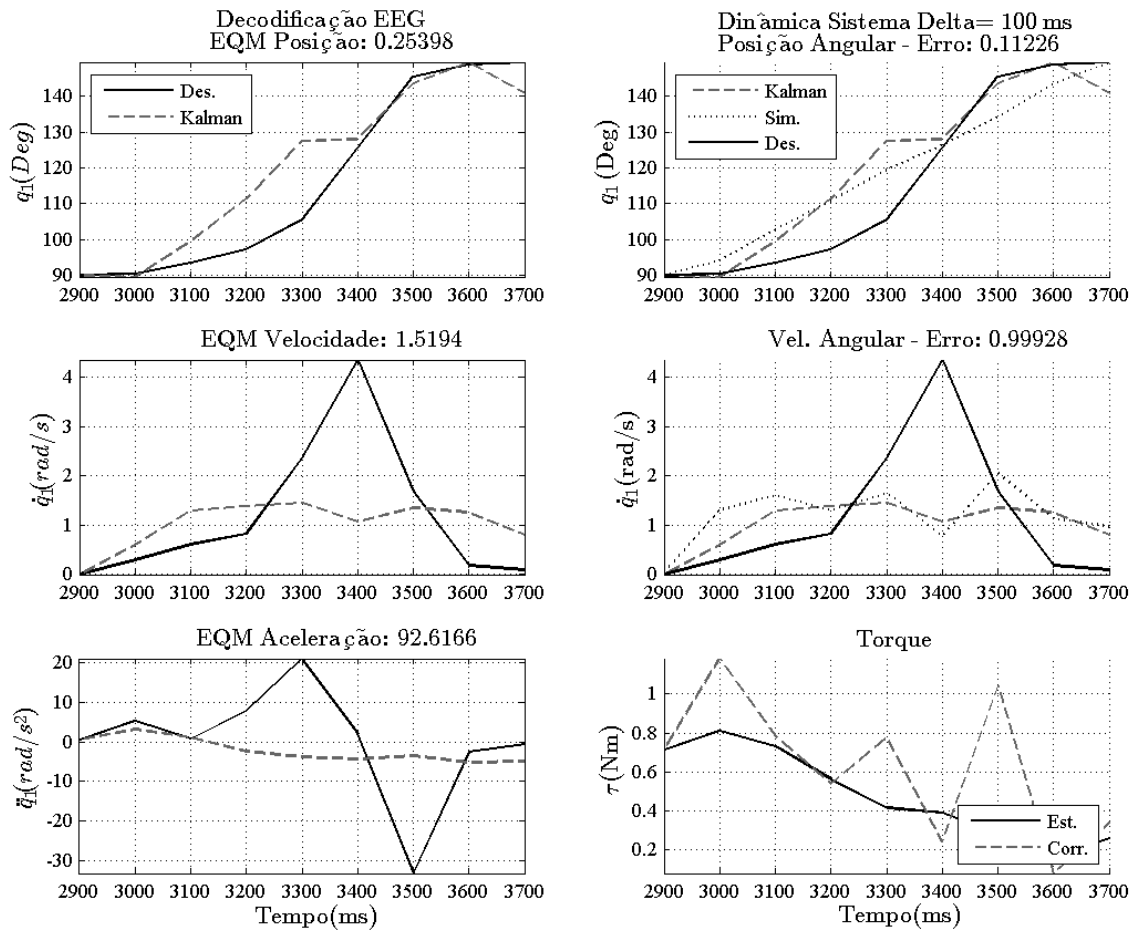 Decodificação EEG
EQM Posição: 0.25398
Des.
Kalman
q1(Deg)
140
130
120
110
100
90
2900 3000 3100 3200 3300 3400 3500 3600 3700
Dinâmica Sistema Delta= 100 ms
Posição Angular - Erro: 0.11226
Kalman
Sim.
Des.
q1 (Deg)
140
130
120
110
100
90
2900 3000 3100 3200 3300 3400 3500 3600 3700
EQM Velocidade: 1.5194
q̇1(rad/s)
4
3
2
1
0
2900 3000 3100 3200 3300 3400 3500 3600 3700
Vel. Angular - Erro: 0.99928
q̇1(rad/s)
4
3
2
1
0
2900 3000 3100 3200 3300 3400 3500 3600 3700
EQM Aceleração: 92.6166
q̈1(rad/s²)
20
10
0
-10
-20
-30
2900 3000 3100 3200 3300 3400 3500 3600 3700
Tempo(ms)
Torque
τ(Nm)
1
0.8
0.6
0.4
0.2
Est.
Corr.
2900 3000 3100 3200 3300 3400 3500 3600 3700
Tempo(ms)